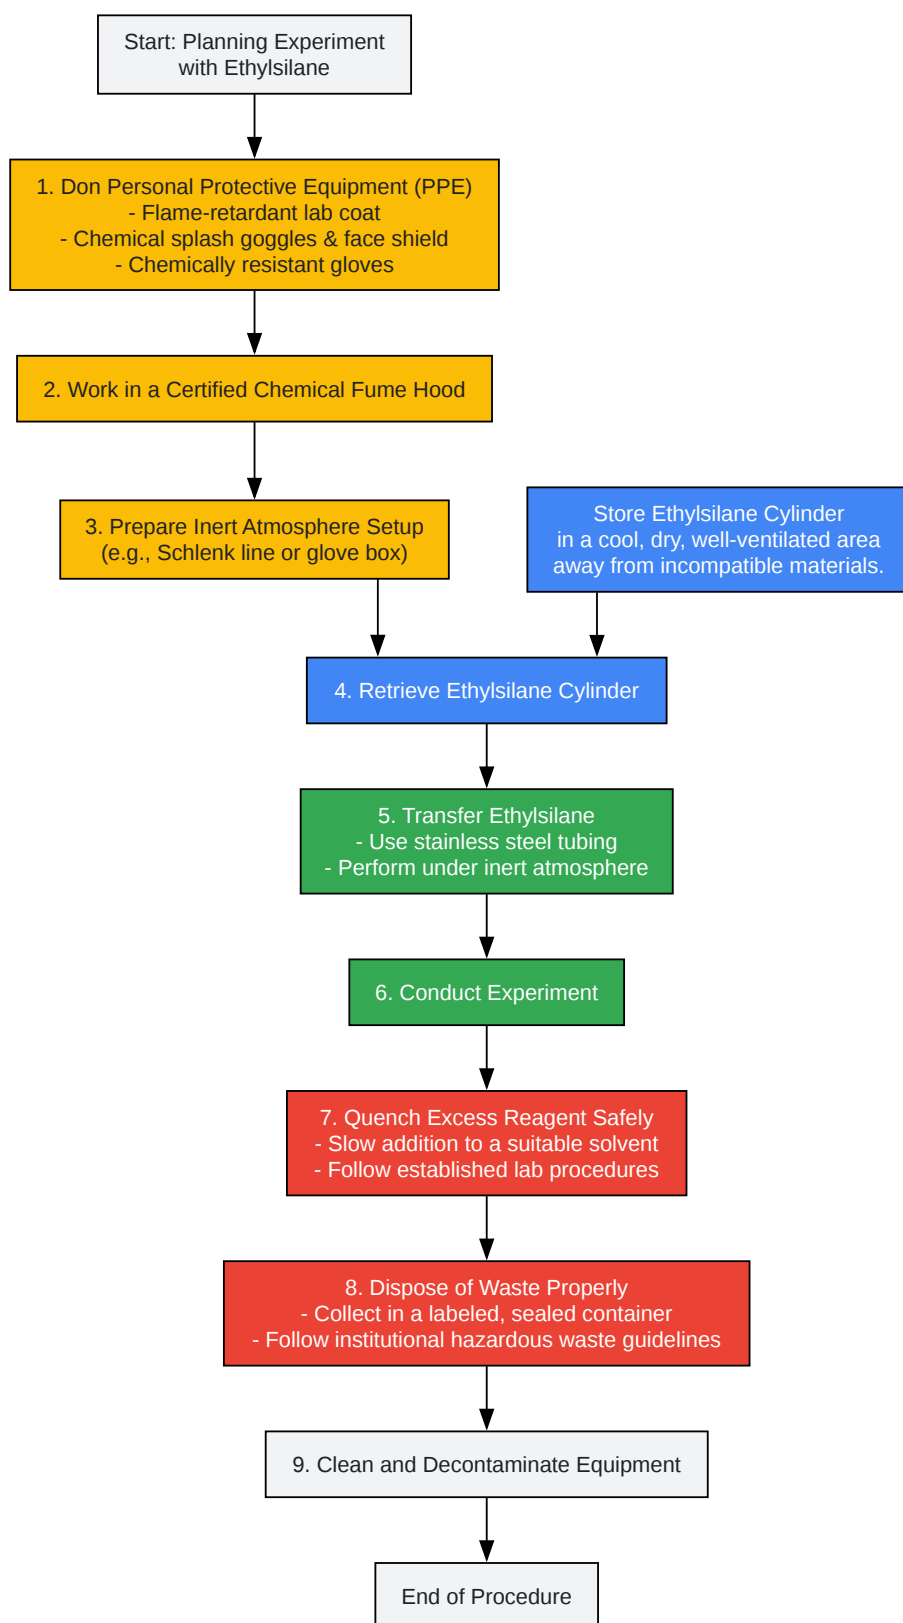 Start: Planning Experiment
with Ethylsilane
1. Don Personal Protective Equipment (PPE)
- Flame-retardant lab coat
- Chemical splash goggles & face shield
- Chemically resistant gloves
2. Work in a Certified Chemical Fume Hood
3. Prepare Inert Atmosphere Setup
(e.g., Schlenk line or glove box)
Store Ethylsilane Cylinder
in a cool, dry, well-ventilated area
away from incompatible materials.
4. Retrieve Ethylsilane Cylinder
5. Transfer Ethylsilane
- Use stainless steel tubing
- Perform under inert atmosphere
6. Conduct Experiment
7. Quench Excess Reagent Safely
- Slow addition to a suitable solvent
- Follow established lab procedures
8. Dispose of Waste Properly
- Collect in a labeled, sealed container
- Follow institutional hazardous waste guidelines
9. Clean and Decontaminate Equipment
End of Procedure